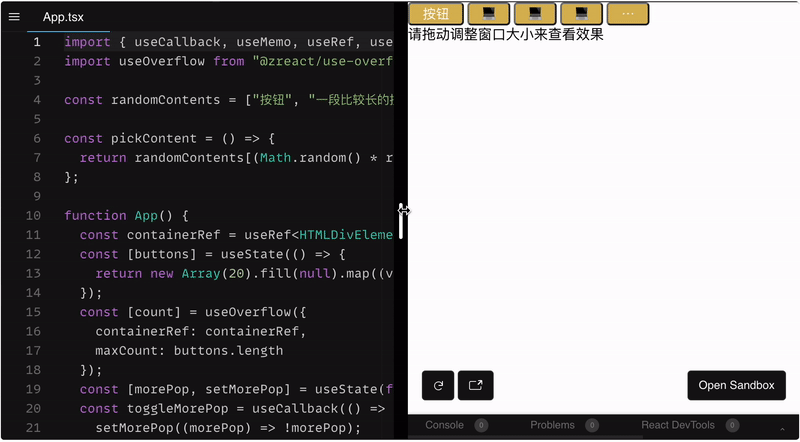 App.tsx
1 import { useCallback, useMemo, useRef, use
2 import useOverflow from "@zreact/use-overf
3
4 const randomContents = ["按钮", "一段比较长的
5
6 const pickContent = () => {
7 return randomContents[(Math.random() * r
8 };
9
10 function App() {
11 const containerRef = useRef<HTMLDivEleme
12 const [buttons] = useState(() => {
13 return new Array(20).fill(null).map((v
14 });
15 const [count] = useOverflow({
16 containerRef: containerRef,
17 maxCount: buttons.length
18 });
19 const [morePop, setMorePop] = useState(f
20 const toggleMorePop = useCallback(() =>
21 setMorePop((morePop) => !morePop);
按钮 ...
请拖动调整窗口大小来查看效果
Open Sandbox
Console 0 Problems 0 React DevTools 0